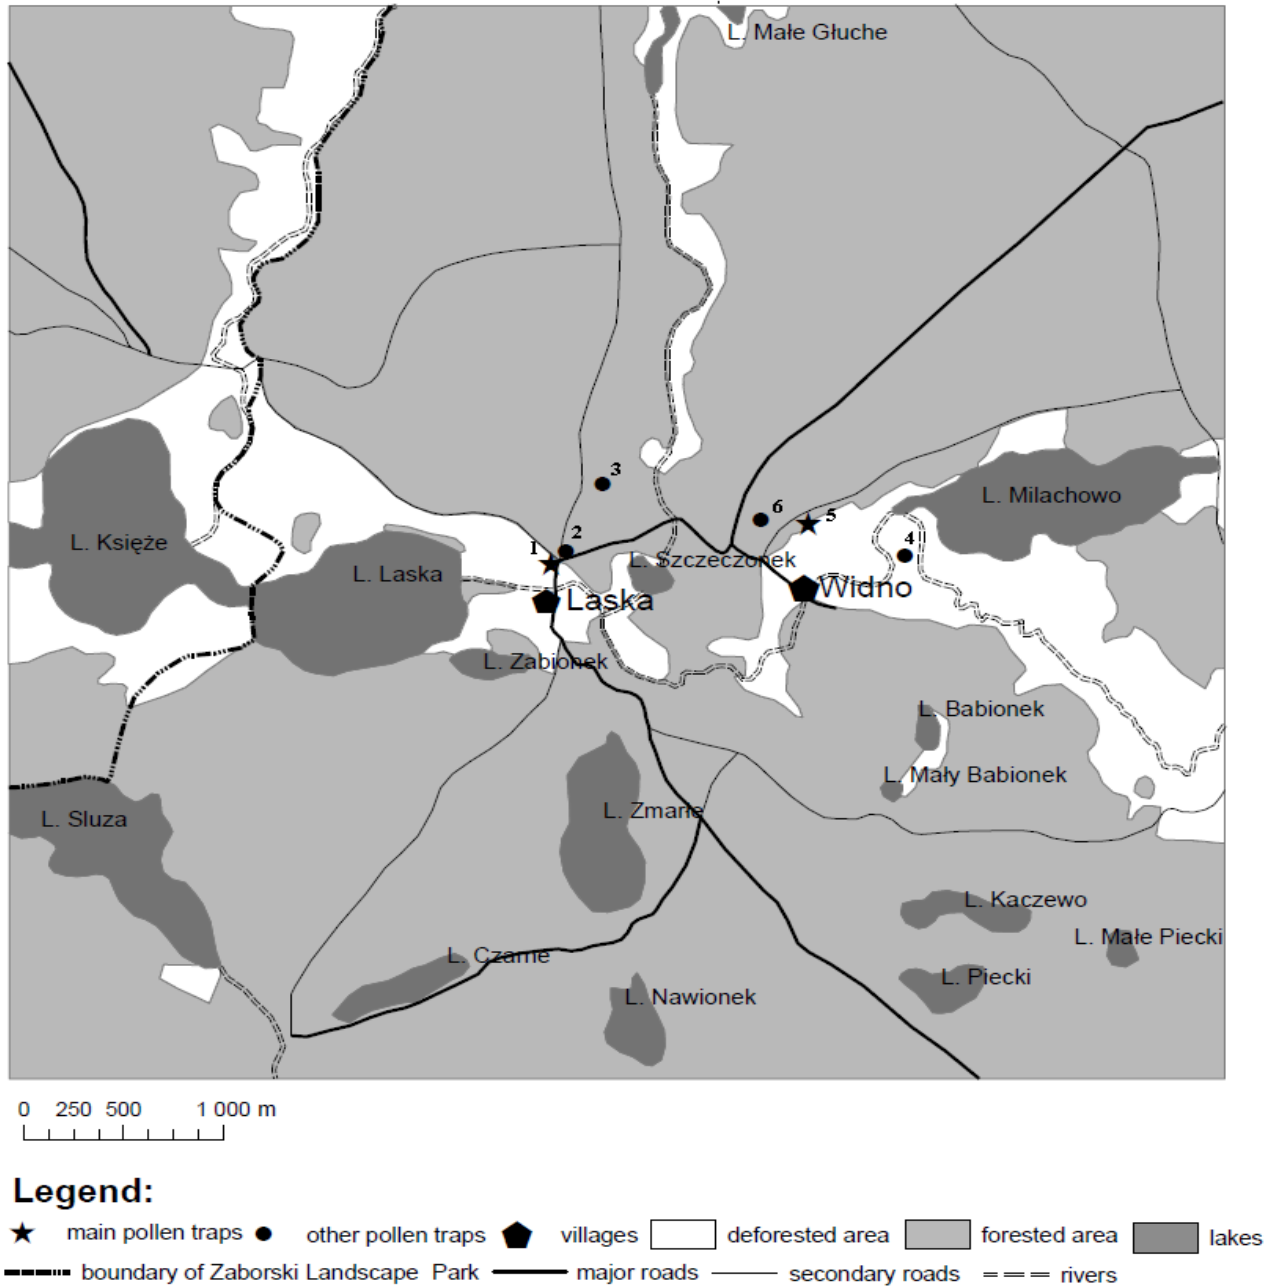 L. Małe Głuche
3
L. Milachowo
6
5
L. Księże
1
2
4
L. Szczeczonek
L. Laska
Laska
Widno
L. Zabionek
L. Babionek
L. Mały Babionek
L. Sluza
L. Zmarłe
L. Kaczewo
L. Małe Piecki
L. Czarne
L. Piecki
L. Nawionek
0 250 500 1 000 m
Legend:
main pollen traps other pollen traps villages deforested area forested area lakes
boundary of Zaborski Landscape Park major roads secondary roads rivers